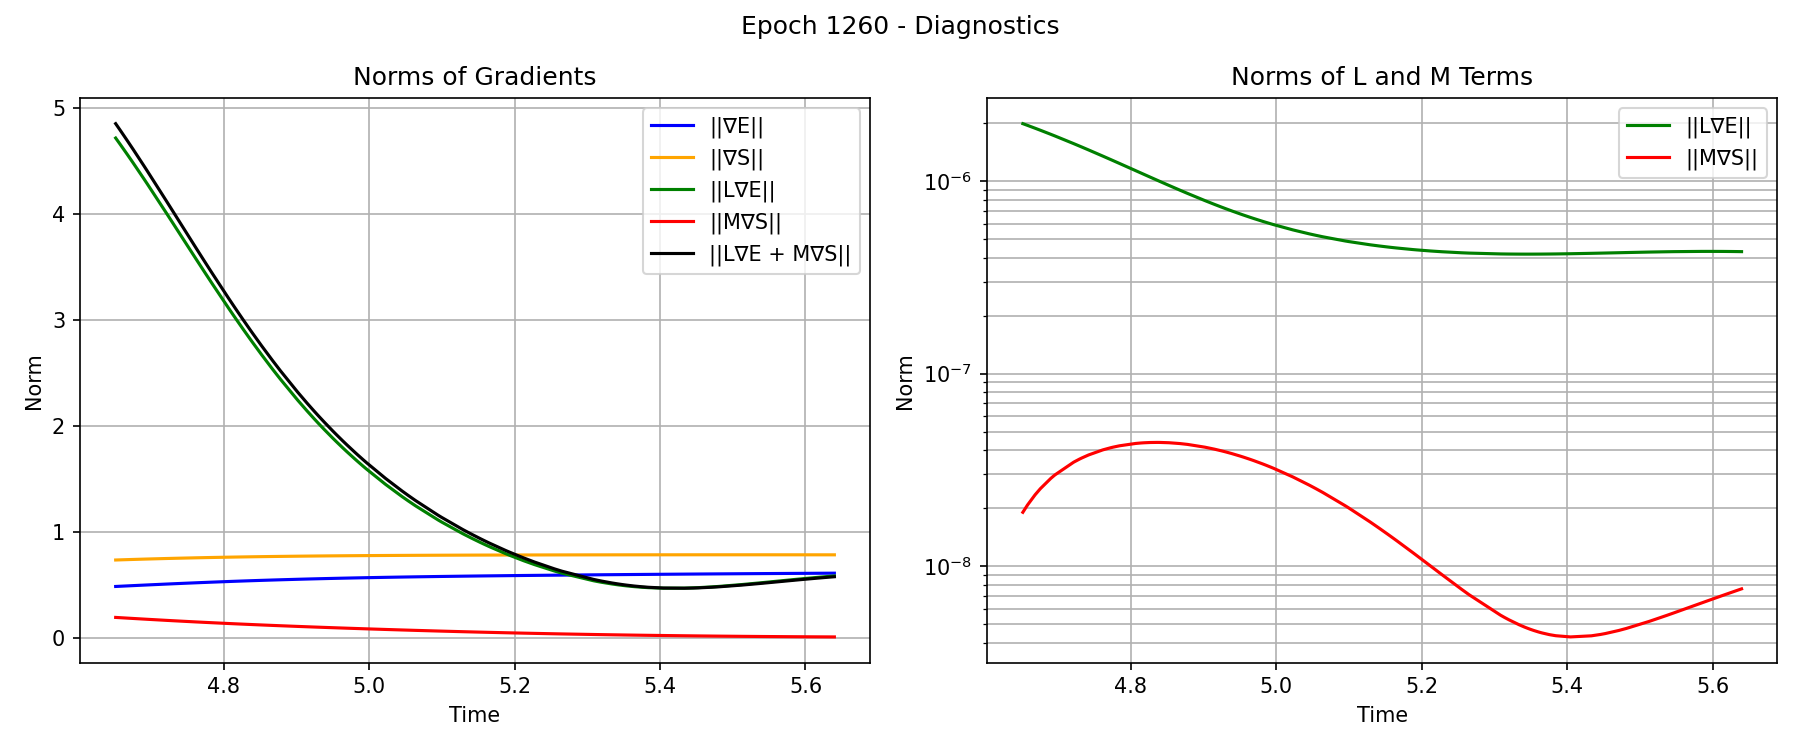 Epoch 1260 - Diagnostics
Norms of Gradients
Norm
5
4
3
2
1
0
||∇E||
||∇S||
||L∇E||
||M∇S||
||L∇E + M∇S||
4.8 5.0 5.2 5.4 5.6
Time
Norms of L and M Terms
Norm
10⁻⁶
10⁻⁷
10⁻⁸
||L∇E||
||M∇S||
4.8 5.0 5.2 5.4 5.6
Time